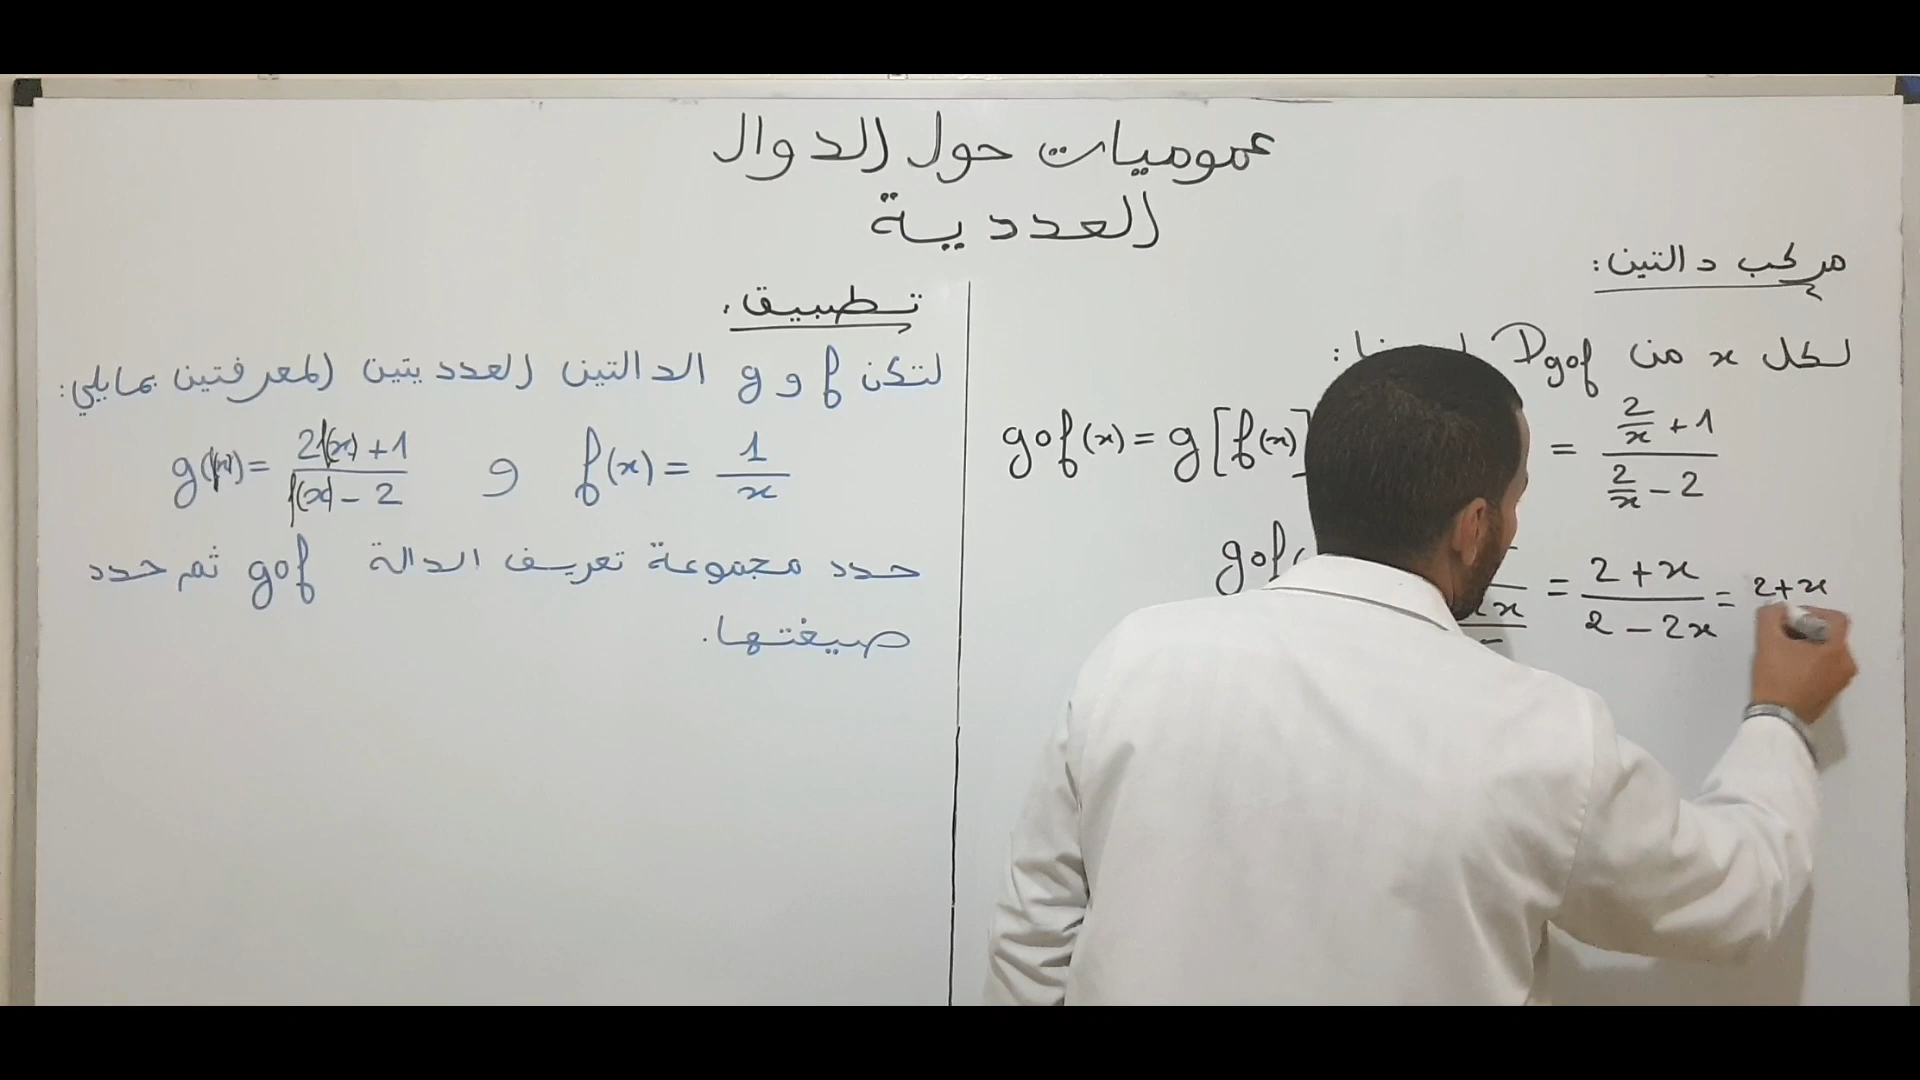 عموميات حول الدوال
العددية
مركب دالتين:
لكل x من Dgof
gof(x) = g[f(x)] = (2/x + 1)/(2/x - 2)
gof( = (2+x)/(2-2x) = 2+x
تطبيق:
لتكن f و g الدالتين العدديتين المعرفتين بمايلي:
f(x) = 1/x و g(f(x)) = (2f(x)+1)/(f(x)-2)
حدد مجموعة تعريف الدالة gof ثم حدد
صيغتها.